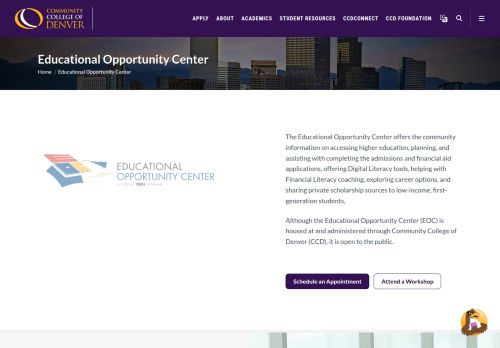 COMMUNITY
COLLEGE OF
DENVER
APPLY ABOUT ACADEMICS STUDENT RESOURCES CCDCONNECT CCD FOUNDATION
Educational Opportunity Center
Home / Educational Opportunity Center
EDUCATIONAL
OPPORTUNITY CENTER
A FEDERAL TRIO PROGRAM
The Educational Opportunity Center offers the community
information on accessing higher education, planning, and
assisting with completing the admissions and financial aid
applications, offering Digital Literacy tools, helping with
Financial Literacy coaching, exploring career options, and
sharing private scholarship sources to low-income, first-
generation students,
Although the Educational Opportunity Center (EOC) is
housed at and administered through Community College of
Denver (CCD), it is open to the public.
Schedule an Appointment
Attend a Workshop